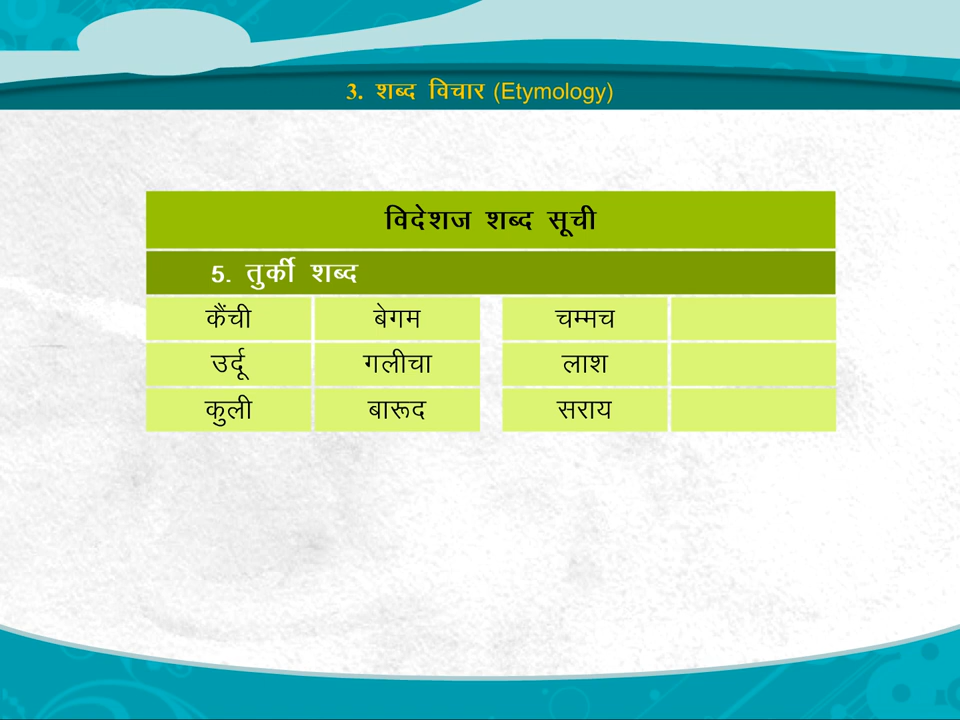 3. शब्द विचार (Etymology)
विदेशज शब्द सूची
5. तुर्की शब्द
कैंची बेगम चम्मच
उर्दू गलीचा लाश
कुली बारूद सराय